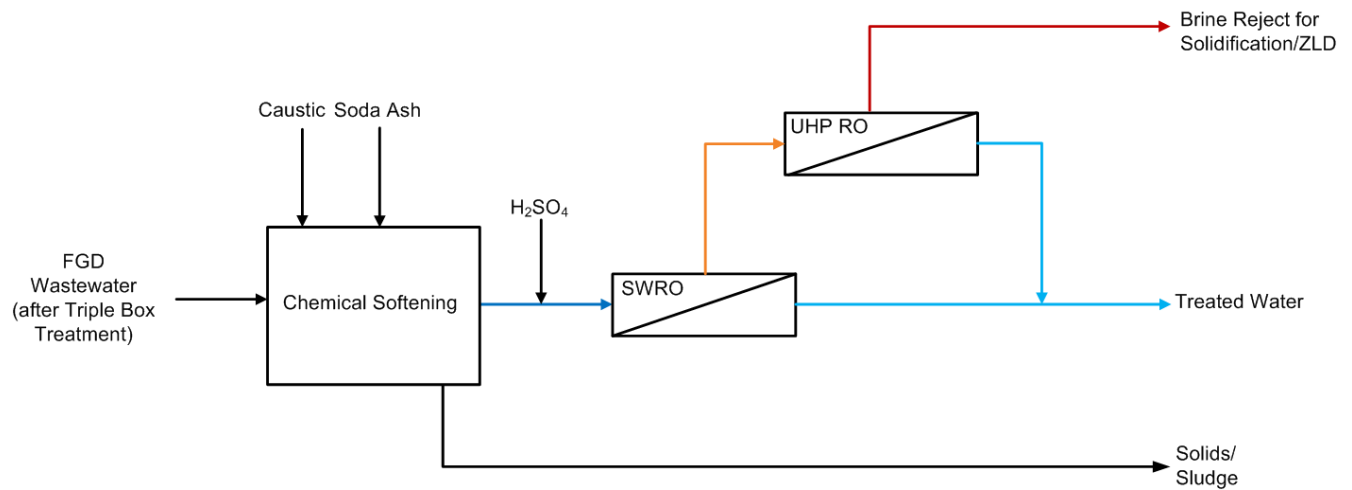 Brine Reject for
Solidification/ZLD
Caustic Soda Ash
UHP RO
H₂SO₄
FGD
Wastewater
(after Triple Box
Treatment)
Chemical Softening
SWRO
Treated Water
Solids/
Sludge